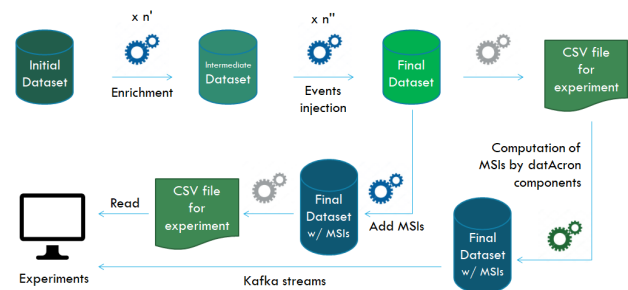 x n'
x n"
Initial
Dataset
Enrichment
Intermediate
Dataset
Events
injection
Final
Dataset
CSV file
for
experiment
Computation of
MSIs by datAcron
components
Read
CSV file
for
experiment
Final
Dataset
w/ MSIs
Add MSIs
Final
Dataset
w/ MSIs
Experiments
Kafka streams